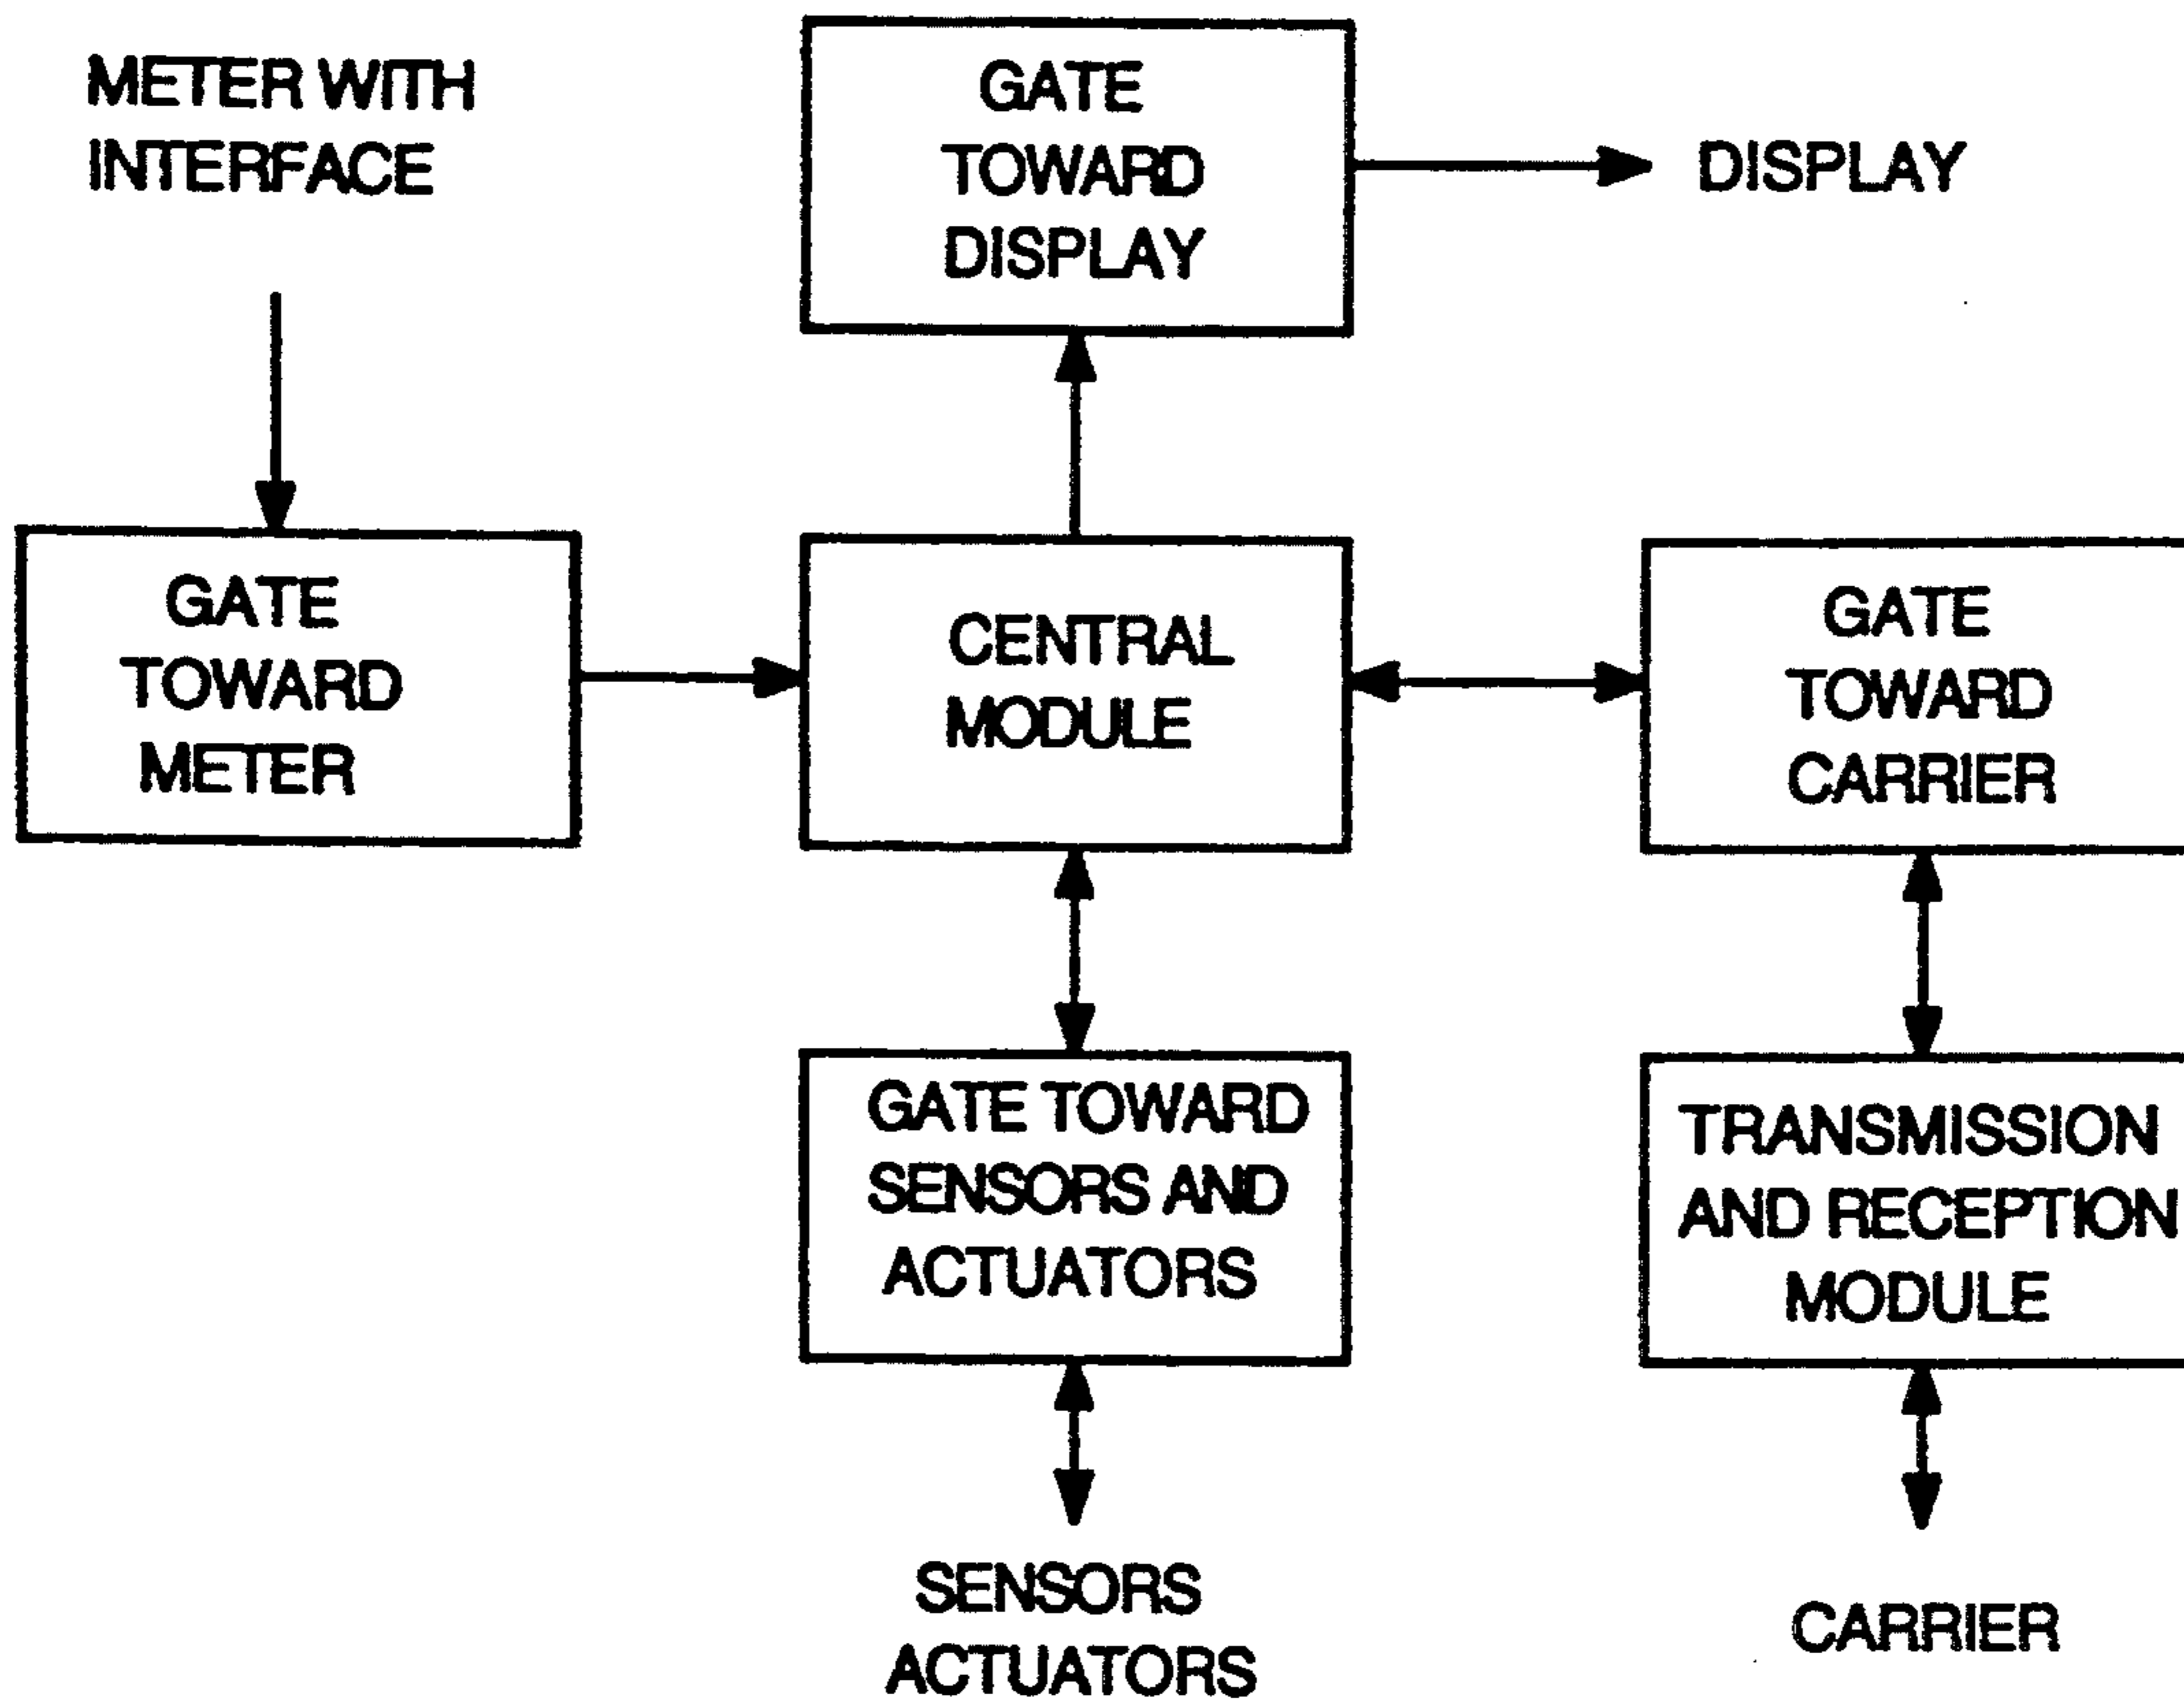 METER WITH
INTERFACE
GATE
TOWARD
DISPLAY
DISPLAY
GATE
TOWARD
METER
CENTRAL
MODULE
GATE
TOWARD
CARRIER
GATE TOWARD
SENSORS AND
ACTUATORS
TRANSMISSION
AND RECEPTION
MODULE
SENSORS
ACTUATORS
CARRIER